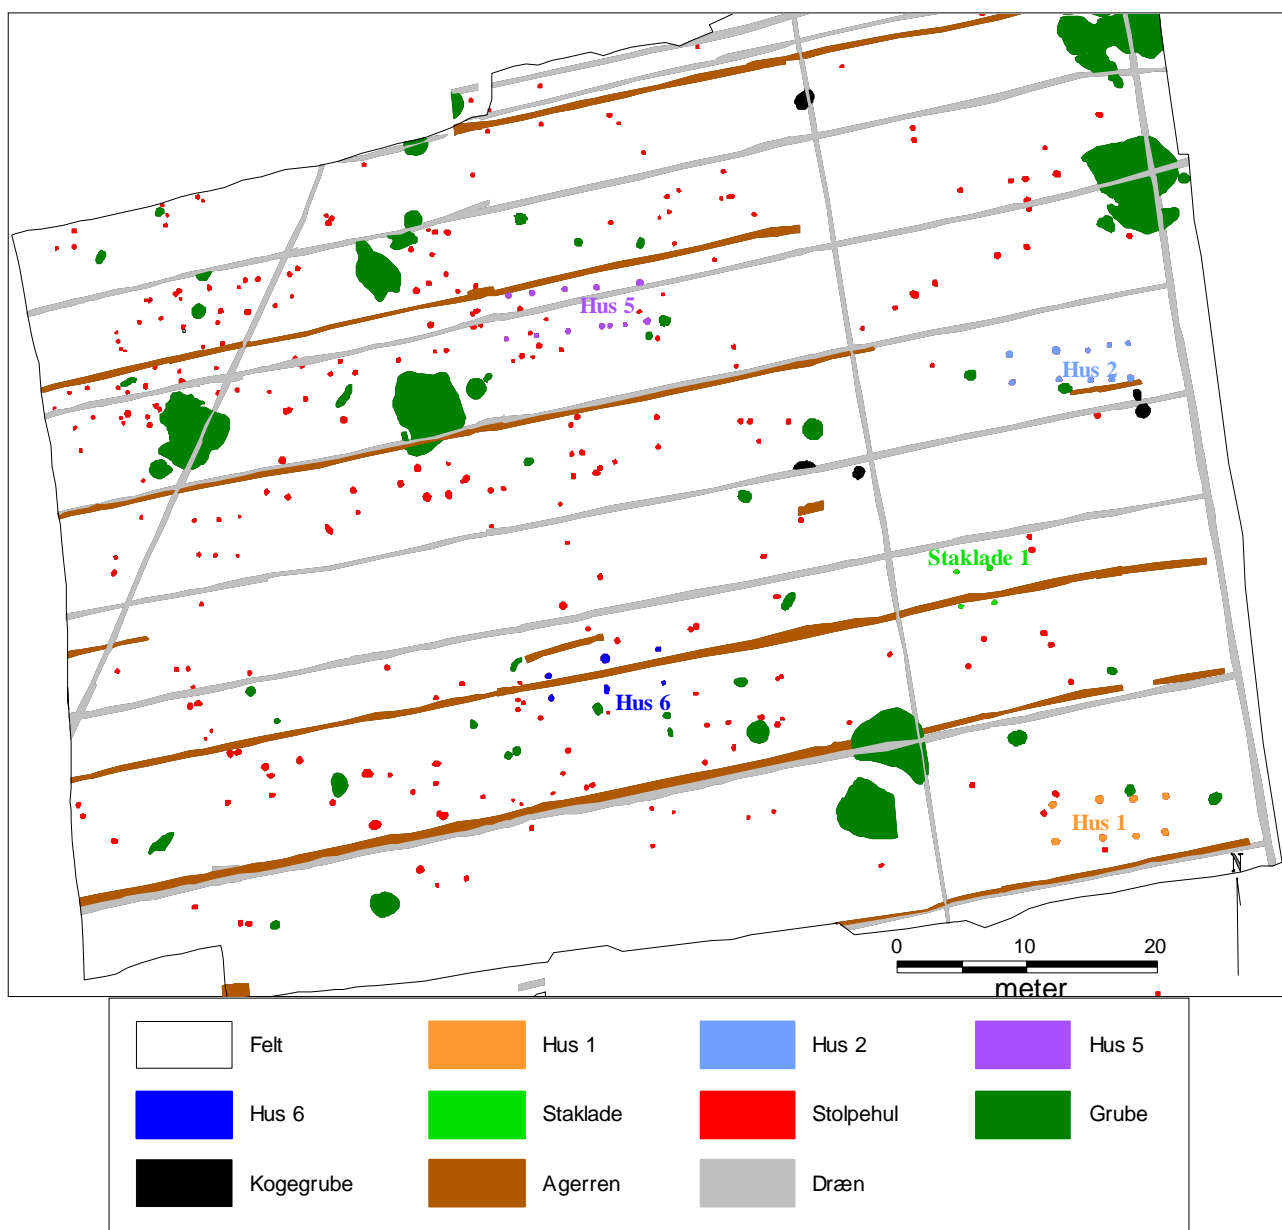 Hus 5
Hus 2
Staklade 1
Hus 6
Hus 1
N
0 10 20
meter
Felt Hus 1 Hus 2 Hus 5
Hus 6 Staklade Stolpehul Grube
Kogegrube Agerren Dræn